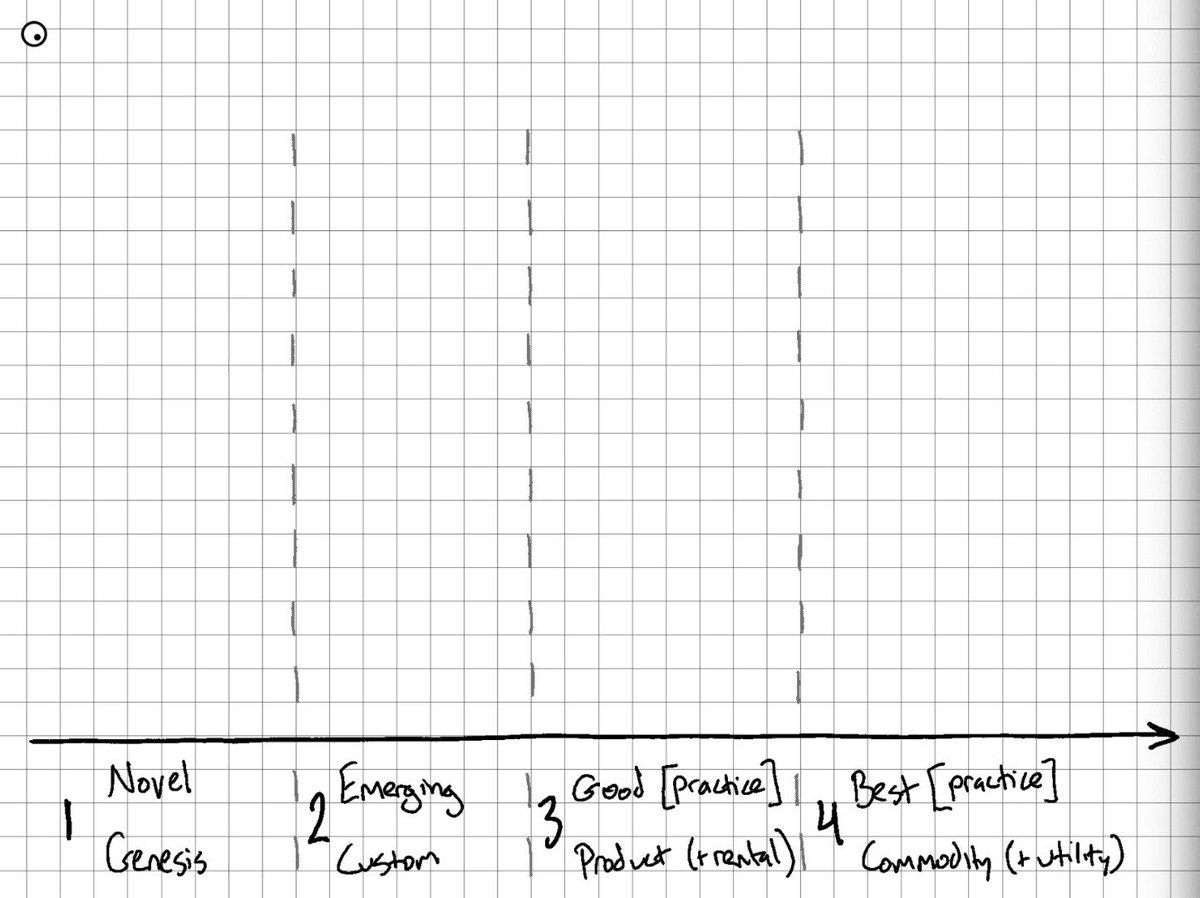 1
Novel
Genesis
2
Emerging
Custom
3
Good [practice]
Product (+rental)
4
Best [practice]
Commodity (+utility)